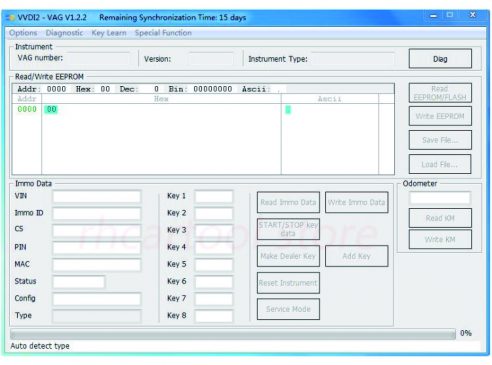 VVDI2 - VAG V1.2.2 Remaining Synchronization Time: 15 days
Options Diagnostic Key Learn Special Function
Instrument
VAG number: Version: Instrument Type: Diag
Read/Write EEPROM
Addr: 0000 Hex: 00 Dec: 0 Bin: 00000000 Ascii: .
Addr Hex Ascii
0000 00
Read EEPROM/FLASH
Write EEPROM
Save File...
Load File...
Immo Data
VIN Key 1
Immo ID Key 2
CS Key 3
PIN Key 4
MAC Key 5
Status Key 6
Config Key 7
Type Key 8
Read Immo Data Write Immo Data
START/STOP key data
Make Dealer Key Add Key
Reset Instrument
Service Mode
Odometer
Read KM
Write KM
rhcartool store
0%
Auto detect type